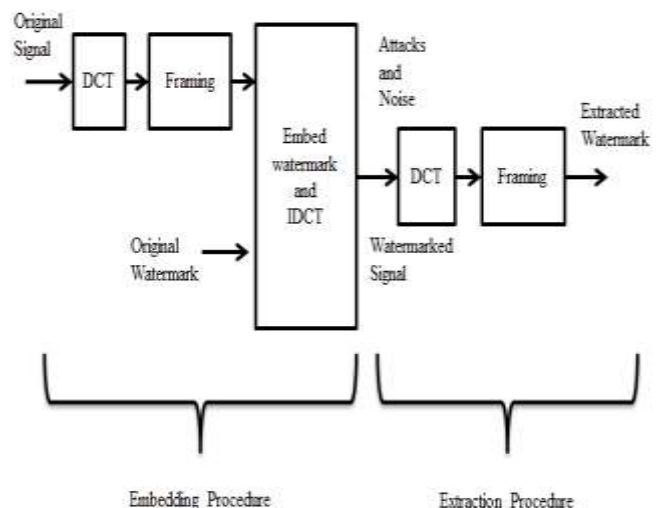 Original
Signal
DCT
Framing
Embed
watermark
and
IDCT
Original
Watermark
Attacks
and
Noise
Watermarked
Signal
DCT
Framing
Extracted
Watermark
Embedding Procedure
Extraction Procedure